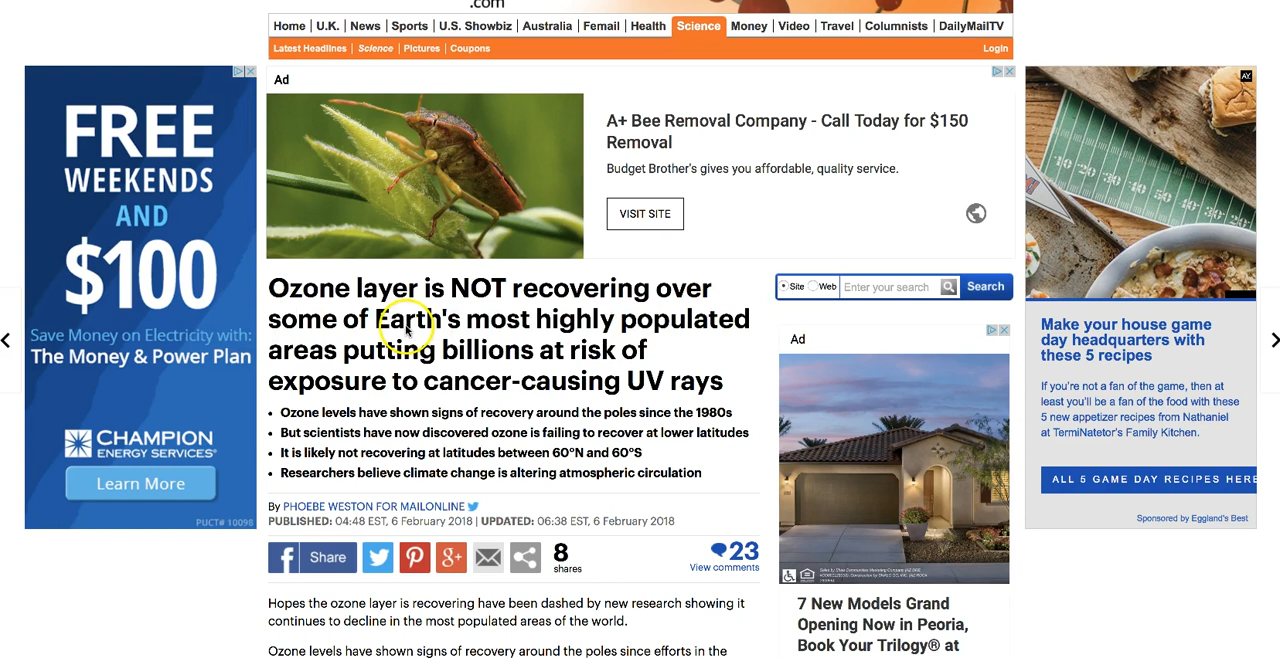 .com
Home | U.K. | News | Sports | U.S. Showbiz | Australia | Femail | Health | Science | Money | Video | Travel | Columnists | DailyMailTV
Latest Headlines | Science | Pictures | Coupons
Login
FREE
WEEKENDS
AND
$100
Save Money on Electricity with:
The Money & Power Plan
CHAMPION
ENERGY SERVICES®
Learn More
PUCT# 10098
Ad
A+ Bee Removal Company - Call Today for $150
Removal
Budget Brother's gives you affordable, quality service.
VISIT SITE
Ozone layer is NOT recovering over
some of Earth's most highly populated
areas putting billions at risk of
exposure to cancer-causing UV rays
• Ozone levels have shown signs of recovery around the poles since the 1980s
• But scientists have now discovered ozone is failing to recover at lower latitudes
• It is likely not recovering at latitudes between 60°N and 60°S
• Researchers believe climate change is altering atmospheric circulation
By PHOEBE WESTON FOR MAILONLINE
PUBLISHED: 04:48 EST, 6 February 2018 | UPDATED: 06:38 EST, 6 February 2018
f Share
8
shares
23
View comments
Hopes the ozone layer is recovering have been dashed by new research showing it
continues to decline in the most populated areas of the world.
Ozone levels have shown signs of recovery around the poles since efforts in the
Site Web Enter your search Search
Ad
7 New Models Grand
Opening Now in Peoria,
Book Your Trilogy® at
Make your house game
day headquarters with
these 5 recipes
If you're not a fan of the game, then at
least you'll be a fan of the food with these
5 new appetizer recipes from Nathaniel
at TermiNatetor's Family Kitchen.
ALL 5 GAME DAY RECIPES HERE
Sponsored by Eggland's Best